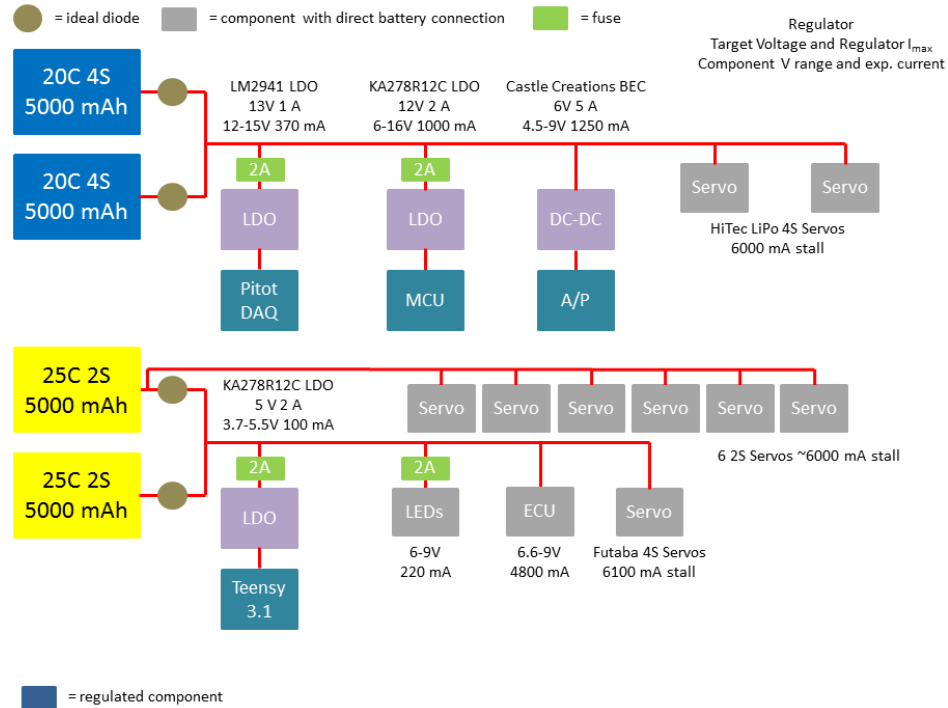 = ideal diode
= component with direct battery connection
= fuse
Regulator
Target Voltage and Regulator Imax
Component V range and exp. current
20C 4S
5000 mAh
20C 4S
5000 mAh
LM2941 LDO
13V 1 A
12-15V 370 mA
KA278R12C LDO
12V 2 A
6-16V 1000 mA
Castle Creations BEC
6V 5 A
4.5-9V 1250 mA
2A
2A
LDO
LDO
DC-DC
Servo
Servo
HiTec LiPo 4S Servos
6000 mA stall
Pitot
DAQ
MCU
A/P
25C 2S
5000 mAh
25C 2S
5000 mAh
KA278R12C LDO
5 V 2 A
3.7-5.5V 100 mA
Servo
Servo
Servo
Servo
Servo
Servo
6 2S Servos ~6000 mA stall
2A
2A
LDO
LEDs
ECU
Servo
6-9V
220 mA
6.6-9V
4800 mA
Futaba 4S Servos
6100 mA stall
Teensy
3.1
= regulated component